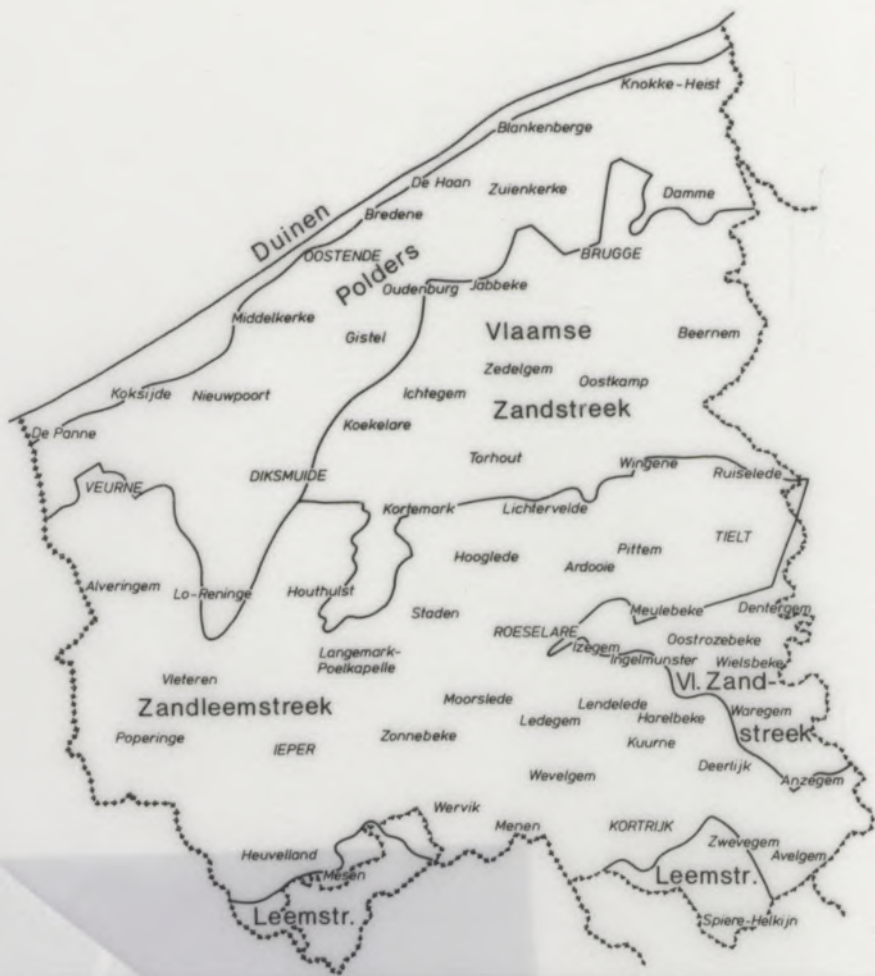 Knokke-Heist
Blankenberge
De Haan
Zuienkerke
Damme
Bredene
Duinen
OOSTENDE
BRUGGE
Polders
Oudenburg
Jabbeke
Middelkerke
Gistel
Vlaamse
Beernem
Zedelgem
Oostkamp
Koksijde
Nieuwpoort
Ichtegem
Zandstreek
De Panne
Koekelare
Torhout
Wingene
Ruiselede
VEURNE
DIKSMUIDE
Kortemark
Lichtervelde
TIELT
Hooglede
Pittem
Ardooie
Alveringem
Lo-Reninge
Houthulst
Staden
Meulebeke
Dentergem
ROESELARE
Oostrozebeke
Izegem
Langemark-
Poelkapelle
Ingelmunster
Wielsbeke
Vleteren
Vl. Zand-
streek
Zandleemstreek
Moorslede
Lendelede
Waregem
Ledegem
Harelbeke
Poperinge
IEPER
Zonnebeke
Kuurne
Deerlijk
Wevelgem
Anzegem
Wervik
Menen
KORTRIJK
Zwevegem
Avelgem
Heuvelland
Mesen
Leemstr.
Leemstr.
Spiere-Helkijn